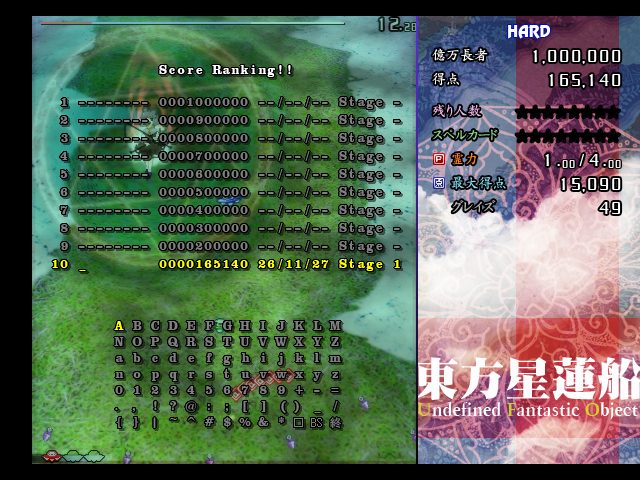 12.28
HARD
億万長者 1,000,000
得点 165,140
残り人数
スペルカード
P 霊力 1.00/4.00
最大得点 15,090
グレイズ 49
Score Ranking!!
1 -------- 0001000000 --/--/-- Stage -
2 -------- 0000900000 --/--/-- Stage -
3 -------- 0000800000 --/--/-- Stage -
4 -------- 0000700000 --/--/-- Stage -
5 -------- 0000600000 --/--/-- Stage -
6 -------- 0000500000 --/--/-- Stage -
7 -------- 0000400000 --/--/-- Stage -
8 -------- 0000300000 --/--/-- Stage -
9 -------- 0000200000 --/--/-- Stage -
10 _ 0000165140 26/11/27 Stage 1
A B C D E F G H I J K L M
N O P Q R S T U V W X Y Z
a b c d e f g h i j k l m
n o p q r s t u v w x y z
0 1 2 3 4 5 6 7 8 9 + - =
. , ! ? @ : ; [ ] ( ) _ /
{ } | ~ ^ # $ % & * □ BS 終
東方星蓮船
Undefined Fantastic Object